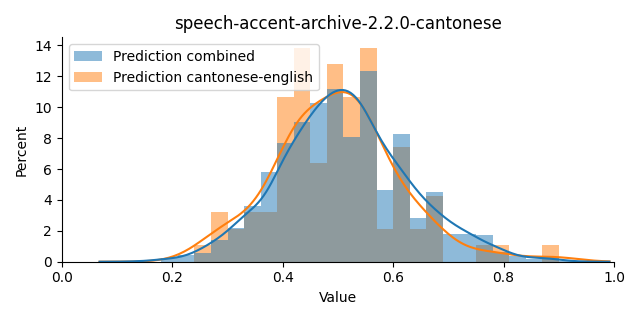 speech-accent-archive-2.2.0-cantonese
Prediction combined
Prediction cantonese-english
14
12
10
8
6
4
2
0
Percent
0.0 0.2 0.4 0.6 0.8 1.0
Value